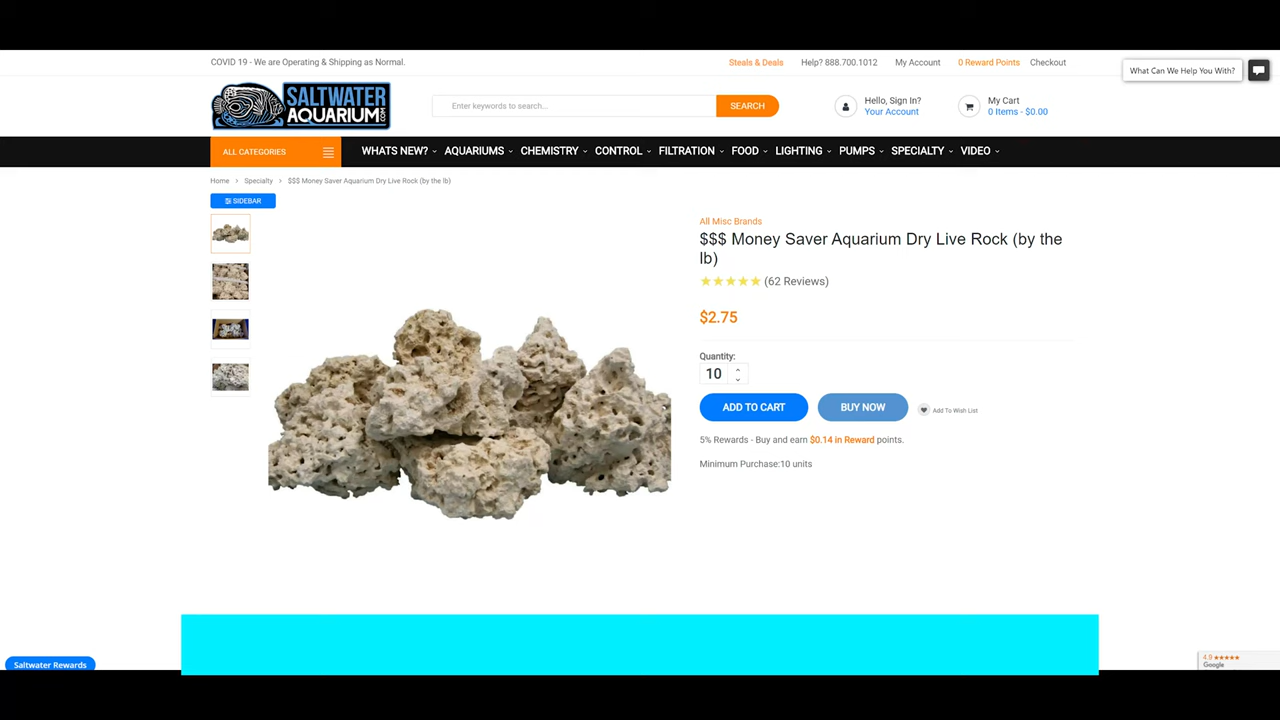 COVID 19 - We are Operating & Shipping as Normal.
Steals & Deals
Help? 888.700.1012
My Account
0 Reward Points
Checkout
What Can We Help You With?
SALTWATER
AQUARIUM.COM
Enter keywords to search...
SEARCH
Hello, Sign In?
Your Account
My Cart
0 Items - $0.00
ALL CATEGORIES
WHATS NEW?
AQUARIUMS
CHEMISTRY
CONTROL
FILTRATION
FOOD
LIGHTING
PUMPS
SPECIALTY
VIDEO
Home > Specialty > $$$ Money Saver Aquarium Dry Live Rock (by the lb)
SIDEBAR
All Misc Brands
$$$ Money Saver Aquarium Dry Live Rock (by the
lb)
(62 Reviews)
$2.75
Quantity:
10
ADD TO CART
BUY NOW
Add To Wish List
5% Rewards - Buy and earn $0.14 in Reward points.
Minimum Purchase:10 units
Saltwater Rewards
4.9
Google